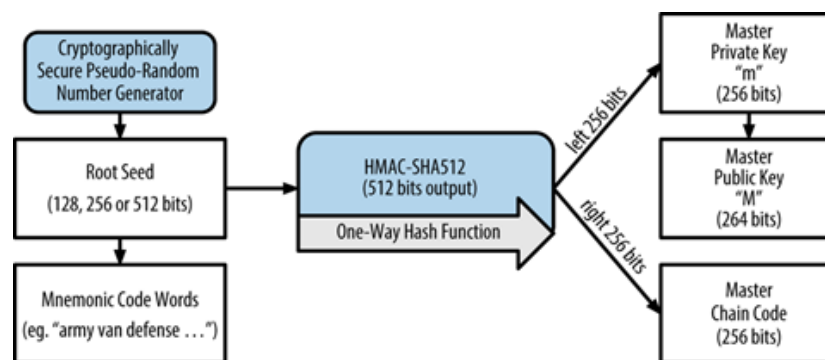 Cryptographically
Secure Pseudo-Random
Number Generator
Root Seed
(128, 256 or 512 bits)
Mnemonic Code Words
(eg. “army van defense …”)
HMAC-SHA512
(512 bits output)
One-Way Hash Function
left 256 bits
right 256 bits
Master
Private Key
“m”
(256 bits)
Master
Public Key
“M”
(264 bits)
Master
Chain Code
(256 bits)